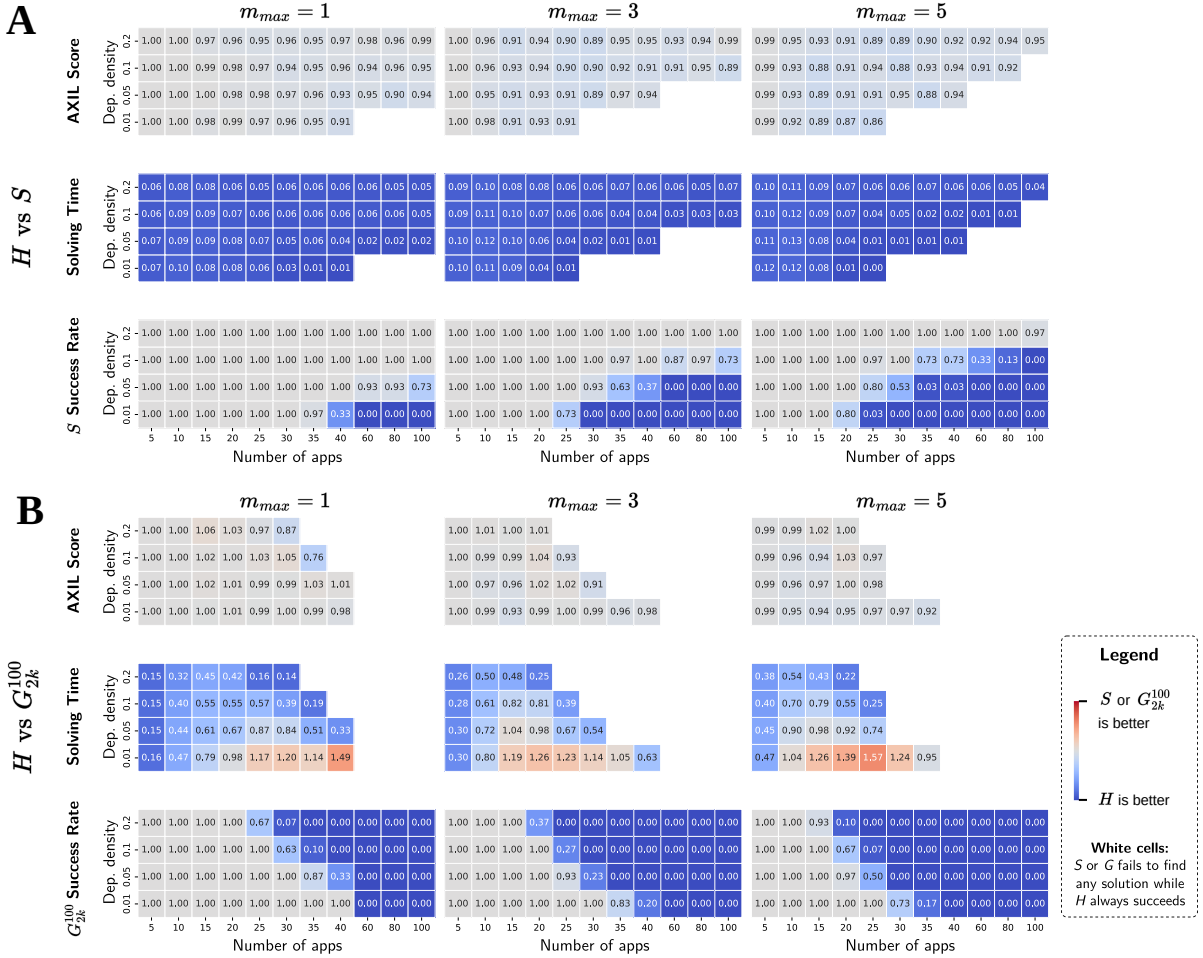 A
m_max = 1 m_max = 3 m_max = 5
H vs S
AXIL Score
Dep. density
0.2 1.00 1.00 0.97 0.96 0.95 0.96 0.95 0.97 0.98 0.96 0.99 1.00 0.96 0.91 0.94 0.90 0.89 0.95 0.95 0.93 0.94 0.99 0.99 0.95 0.93 0.91 0.89 0.89 0.90 0.92 0.92 0.94 0.95
0.1 1.00 1.00 0.99 0.98 0.97 0.94 0.95 0.96 0.94 0.96 0.95 1.00 0.96 0.93 0.94 0.90 0.90 0.92 0.91 0.91 0.95 0.89 0.99 0.93 0.88 0.91 0.94 0.88 0.93 0.94 0.91 0.92
0.05 1.00 1.00 1.00 0.98 0.98 0.97 0.96 0.93 0.95 0.90 0.94 1.00 0.95 0.91 0.93 0.91 0.89 0.97 0.94 0.99 0.93 0.89 0.91 0.91 0.95 0.88 0.94
0.01 1.00 1.00 0.98 0.99 0.97 0.96 0.95 0.91 1.00 0.98 0.91 0.93 0.91 0.99 0.92 0.89 0.87 0.86
Solving Time
Dep. density
0.2 0.06 0.08 0.08 0.06 0.05 0.06 0.06 0.06 0.06 0.05 0.05 0.09 0.10 0.08 0.08 0.06 0.06 0.07 0.06 0.06 0.05 0.07 0.10 0.11 0.09 0.07 0.06 0.06 0.07 0.06 0.06 0.05 0.04
0.1 0.06 0.09 0.09 0.07 0.06 0.06 0.06 0.06 0.06 0.06 0.05 0.09 0.11 0.10 0.07 0.06 0.06 0.04 0.04 0.03 0.03 0.03 0.10 0.12 0.09 0.07 0.04 0.05 0.02 0.02 0.01 0.01
0.05 0.07 0.09 0.09 0.08 0.07 0.05 0.06 0.04 0.02 0.02 0.02 0.10 0.12 0.10 0.06 0.04 0.02 0.01 0.01 0.11 0.13 0.08 0.04 0.01 0.01 0.01 0.01
0.01 0.07 0.10 0.08 0.08 0.06 0.03 0.01 0.01 0.10 0.11 0.09 0.04 0.01 0.12 0.12 0.08 0.01 0.00
S Success Rate
Dep. density
0.2 1.00 1.00 1.00 1.00 1.00 1.00 1.00 1.00 1.00 1.00 1.00 1.00 1.00 1.00 1.00 1.00 1.00 1.00 1.00 1.00 1.00 1.00 1.00 1.00 1.00 1.00 1.00 1.00 1.00 1.00 1.00 1.00 0.97
0.1 1.00 1.00 1.00 1.00 1.00 1.00 1.00 1.00 1.00 1.00 1.00 1.00 1.00 1.00 1.00 1.00 1.00 0.97 1.00 0.87 0.97 0.73 1.00 1.00 1.00 1.00 0.97 1.00 0.73 0.73 0.33 0.13 0.00
0.05 1.00 1.00 1.00 1.00 1.00 1.00 1.00 1.00 0.93 0.93 0.73 1.00 1.00 1.00 1.00 1.00 0.93 0.63 0.37 0.00 0.00 0.00 1.00 1.00 1.00 1.00 0.80 0.53 0.03 0.03 0.00 0.00 0.00
0.01 1.00 1.00 1.00 1.00 1.00 1.00 0.97 0.33 0.00 0.00 0.00 1.00 1.00 1.00 1.00 0.73 0.00 0.00 0.00 0.00 0.00 0.00 1.00 1.00 1.00 0.80 0.03 0.00 0.00 0.00 0.00 0.00 0.00
5 10 15 20 25 30 35 40 60 80 100 5 10 15 20 25 30 35 40 60 80 100 5 10 15 20 25 30 35 40 60 80 100
Number of apps Number of apps Number of apps
B
m_max = 1 m_max = 3 m_max = 5
H vs G_2k^100
AXIL Score
Dep. density
0.2 1.00 1.00 1.06 1.03 0.97 0.87 1.00 1.01 1.00 1.01 0.99 0.99 1.02 1.00
0.1 1.00 1.00 1.02 1.00 1.03 1.05 0.76 1.00 0.99 0.99 1.04 0.93 0.99 0.96 0.94 1.03 0.97
0.05 1.00 1.00 1.02 1.01 0.99 0.99 1.03 1.01 1.00 0.97 0.96 1.02 1.02 0.91 0.99 0.96 0.97 1.00 0.98
0.01 1.00 1.00 1.00 1.01 0.99 1.00 0.99 0.98 1.00 0.99 0.93 0.99 1.00 0.99 0.96 0.98 0.99 0.95 0.94 0.95 0.97 0.97 0.92
Solving Time
Dep. density
0.2 0.15 0.32 0.45 0.42 0.16 0.14 0.26 0.50 0.48 0.25 0.38 0.54 0.43 0.22
0.1 0.15 0.40 0.55 0.55 0.57 0.39 0.19 0.28 0.61 0.82 0.81 0.39 0.40 0.70 0.79 0.55 0.25
0.05 0.15 0.44 0.61 0.67 0.87 0.84 0.51 0.33 0.30 0.72 1.04 0.98 0.67 0.54 0.45 0.90 0.98 0.92 0.74
0.01 0.16 0.47 0.79 0.98 1.17 1.20 1.14 1.49 0.30 0.80 1.19 1.26 1.23 1.14 1.05 0.63 0.47 1.04 1.26 1.39 1.57 1.24 0.95
G_2k^100 Success Rate
Dep. density
0.2 1.00 1.00 1.00 1.00 0.67 0.07 0.00 0.00 0.00 0.00 0.00 1.00 1.00 1.00 0.37 0.00 0.00 0.00 0.00 0.00 0.00 0.00 1.00 1.00 0.93 0.10 0.00 0.00 0.00 0.00 0.00 0.00 0.00
0.1 1.00 1.00 1.00 1.00 1.00 0.63 0.10 0.00 0.00 0.00 0.00 1.00 1.00 1.00 1.00 0.27 0.00 0.00 0.00 0.00 0.00 0.00 1.00 1.00 1.00 0.67 0.07 0.00 0.00 0.00 0.00 0.00 0.00
0.05 1.00 1.00 1.00 1.00 1.00 1.00 0.87 0.33 0.00 0.00 0.00 1.00 1.00 1.00 1.00 0.93 0.23 0.00 0.00 0.00 0.00 0.00 1.00 1.00 1.00 0.97 0.50 0.00 0.00 0.00 0.00 0.00 0.00
0.01 1.00 1.00 1.00 1.00 1.00 1.00 1.00 1.00 0.00 0.00 0.00 1.00 1.00 1.00 1.00 1.00 1.00 0.83 0.20 0.00 0.00 0.00 1.00 1.00 1.00 1.00 1.00 0.73 0.17 0.00 0.00 0.00 0.00
5 10 15 20 25 30 35 40 60 80 100 5 10 15 20 25 30 35 40 60 80 100 5 10 15 20 25 30 35 40 60 80 100
Number of apps Number of apps Number of apps
Legend
S or G_2k^100
is better
H is better
White cells:
S or G fails to find
any solution while
H always succeeds